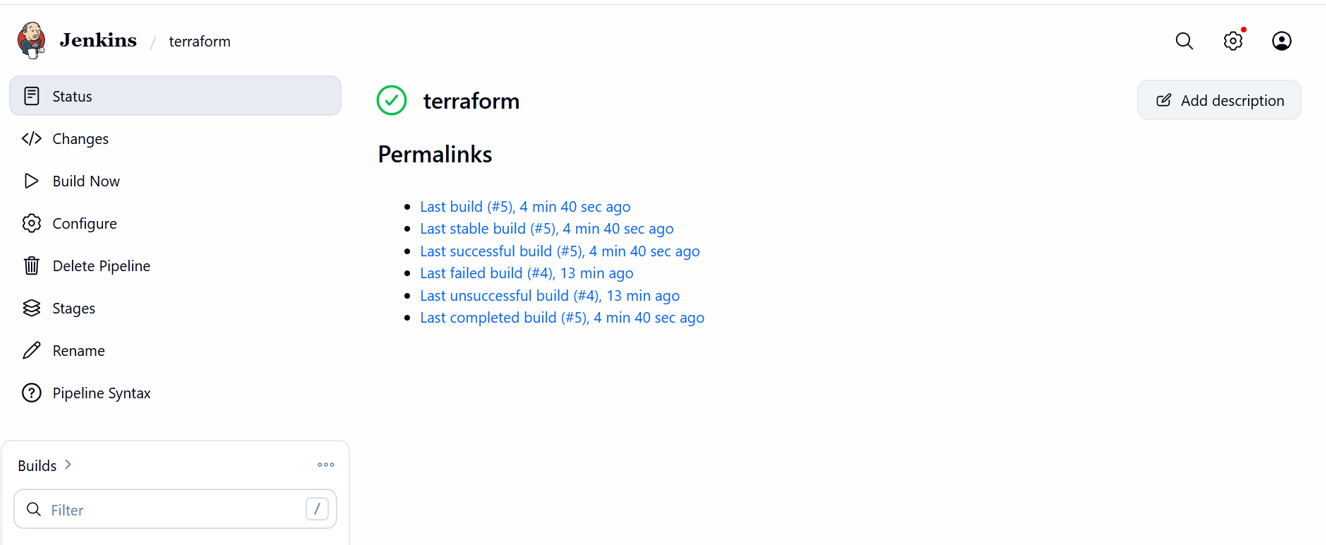 Jenkins / terraform
Status
Changes
Build Now
Configure
Delete Pipeline
Stages
Rename
Pipeline Syntax
Builds
Filter /
terraform
Add description
Permalinks
Last build (#5), 4 min 40 sec ago
Last stable build (#5), 4 min 40 sec ago
Last successful build (#5), 4 min 40 sec ago
Last failed build (#4), 13 min ago
Last unsuccessful build (#4), 13 min ago
Last completed build (#5), 4 min 40 sec ago